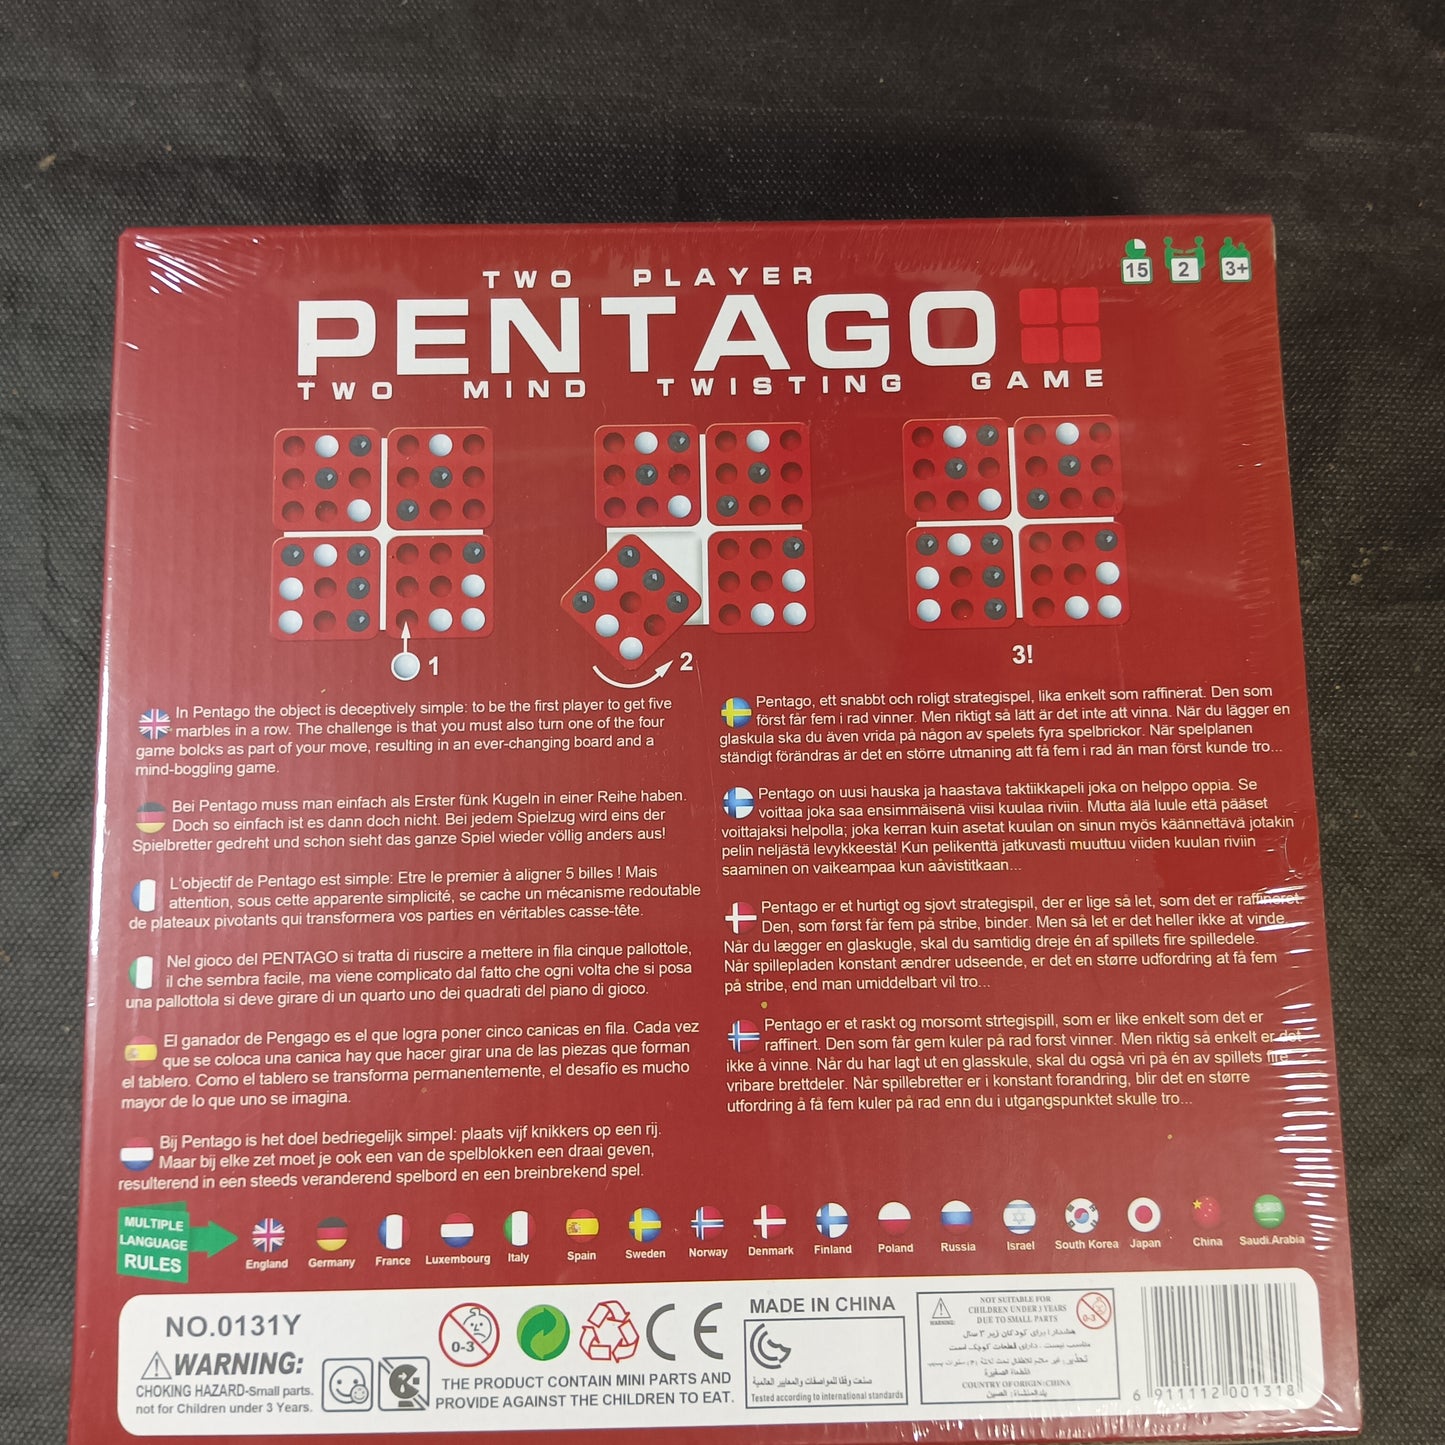 15
2
3+
TWO PLAYER
PENTAGO
TWO MIND TWISTING GAME
1
2
3!
In Pentago the object is deceptively simple: to be the first player to get five
marbles in a row. The challenge is that you must also turn one of the four
game bolcks as part of your move, resulting in an ever-changing board and a
mind-boggling game.
Bei Pentago muss man einfach als Erster fünk Kugeln in einer Reihe haben.
Doch so einfach ist es dann doch nicht. Bei jedem Spielzug wird eins der
Spielbretter gedreht und schon sieht das ganze Spiel wieder völlig anders aus!
L'objectif de Pentago est simple: Etre le premier à aligner 5 billes ! Mais
attention, sous cette apparente simplicité, se cache un mécanisme redoutable
de plateaux pivotants qui transformera vos parties en véritables casse-tête.
Nel gioco del PENTAGO si tratta di riuscire a mettere in fila cinque pallottole,
il che sembra facile, ma viene complicato dal fatto che ogni volta che si posa
una pallottola si deve girare di un quarto uno dei quadrati del piano di gioco.
El ganador de Pengago es el que logra poner cinco canicas en fila. Cada vez
que se coloca una canica hay que hacer girar una de las piezas que forman
el tablero. Como el tablero se transforma permanentemente, el desafío es mucho
mayor de lo que uno se imagina.
Bij Pentago is het doel bedriegelijk simpel: plaats vijf knikkers op een rij.
Maar bij elke zet moet je ook een van de spelblokken een draai geven,
resulterend in een steeds veranderend spelbord en een breinbrekend spel.
Pentago, ett snabbt och roligt strategispel, lika enkelt som raffinerat. Den som
först får fem i rad vinner. Men riktigt så lätt är det inte att vinna. När du lägger en
glaskula ska du även vrida på någon av spelets fyra spelbrickor. När spelplanen
ständigt förändras är det en större utmaning att få fem i rad än man först kunde tro...
Pentago on uusi hauska ja haastava taktiikkapeli joka on helppo oppia. Se
voittaa joka saa ensimmäisenä viisi kuulaa riviin. Mutta älä luule että pääset
voittajaksi helpolla; joka kerran kuin asetat kuulan on sinun myös käännettävä jotakin
pelin neljästä levykkeestä! Kun pelikenttä jatkuvasti muuttuu viiden kuulan riviin
saaminen on vaikeampaa kun aåvistitkaan...
Pentago er et hurtigt og sjovt strategispil, der er lige så let, som det er raffineret.
Den, som først får fem på stribe, binder. Men så let er det heller ikke at vinde.
Når du lægger en glaskugle, skal du samtidig dreje én af spillets fire spilledele.
Når spillepladen konstant ændrer udseende, er det en større udfordring at få fem
på stribe, end man umiddelbart vil tro...
Pentago er et raskt og morsomt strtegispill, som er like enkelt som det er
raffinert. Den som får gem kuler på rad forst vinner. Men riktig så enkelt er det
ikke å vinne. Når du har lagt ut en glasskule, skal du også vri på én av spillets fire
vribare brettdeler. Når spillebretter er i konstant forandring, blir det en større
utfordring å få fem kuler på rad enn du i utgangspunktet skulle tro...
MULTIPLE
LANGUAGE
RULES
England Germany France Luxembourg Italy Spain Sweden Norway Denmark Finland Poland Russia Israel South Korea Japan China Saudi Arabia
NO.0131Y
WARNING:
CHOKING HAZARD-Small parts.
not for Children under 3 Years.
0-3
THE PRODUCT CONTAIN MINI PARTS AND
PROVIDE AGAINST THE CHILDREN TO EAT.
CE
MADE IN CHINA
صنعت وفقا للمواصفات والمعايير العالمية
Tested according to international standards
WARNING:
NOT SUITABLE FOR
CHILDREN UNDER 3 YEARS
DUE TO SMALL PARTS
0-3
هشدار! برای کودکان زیر ۳ سال
مناسب نیست. دارای قطعات کوچک است
القطعة الصغيرة
COUNTRY OF ORIGIN: CHINA
بلدالمنشاة: الصين
6 911112 001318